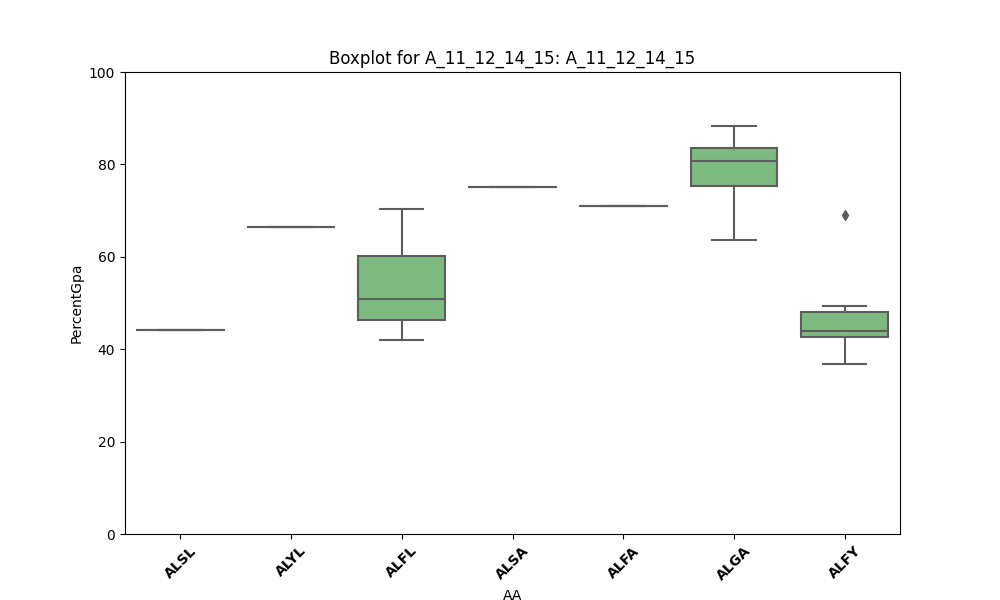 Boxplot for A_11_12_14_15: A_11_12_14_15
100
80
60
40
20
0
PercentGpa
ALSL
ALYL
ALFL
ALSA
ALFA
ALGA
ALFY
AA